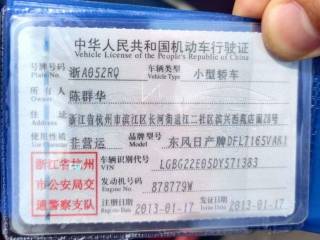 中华人民共和国机动车行驶证
Vehicle License of the People's Republic of China
号牌号码 浙A052RQ 车辆类型 小型轿车
Plate No. Vehicle Type
所有人 陈群华
Owner
住址 浙江省杭州市滨江区长河街道江二社区滨兴西苑店面29号
Address
使用性质 非营运 品牌型号 东风日产牌DFL7165VAK1
Use Character Model
浙江省杭州市公安局交通警察支队
车辆识别代号 LGBG22E05DY571383
VIN
发动机号码 878779W
Engine No.
注册日期 2013-01-17 发证日期 2013-01-17
Register Date Issue Date